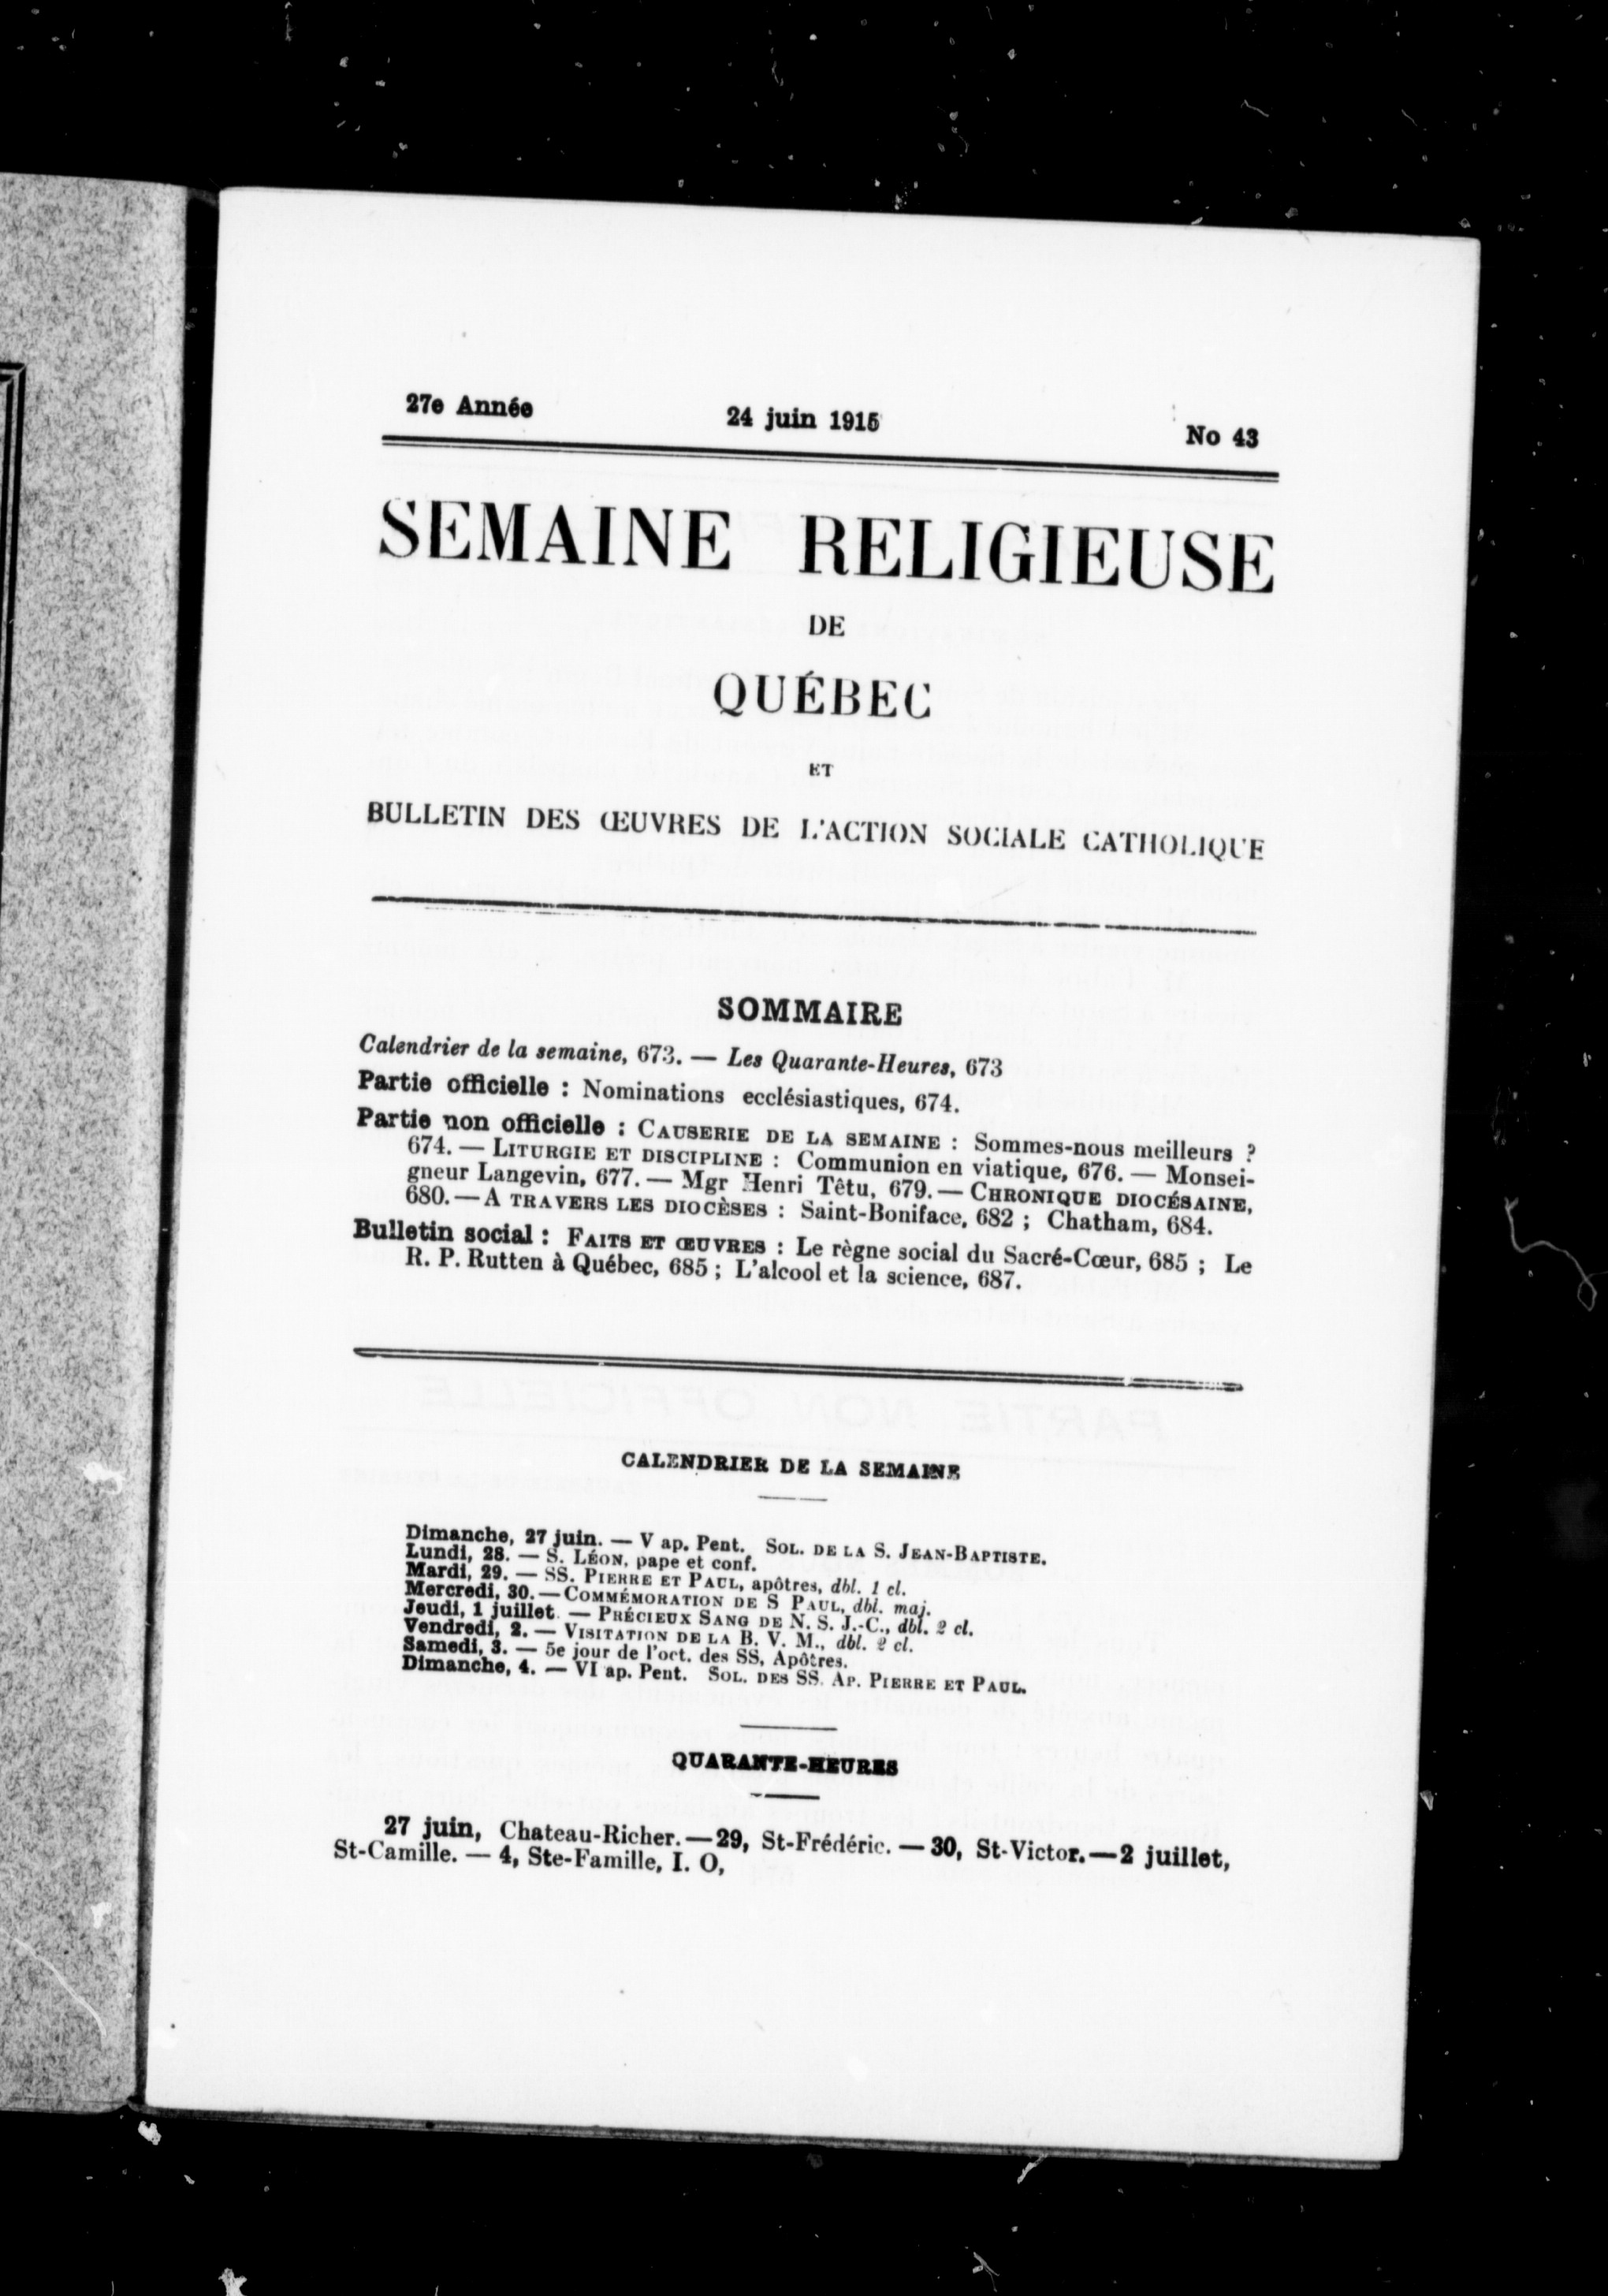 27e Année 24 juin 1915 No 43
SEMAINE RELIGIEUSE
DE
QUÉBEC
ET
BULLETIN DES ŒUVRES DE L'ACTION SOCIALE CATHOLIQUE
SOMMAIRE
Calendrier de la semaine, 673. — Les Quarante-Heures, 673
Partie officielle : Nominations ecclésiastiques, 674.
Partie non officielle : CAUSERIE DE LA SEMAINE : Sommes-nous meilleurs ?
674. — LITURGIE ET DISCIPLINE : Communion en viatique, 676. — Monsei-
gneur Langevin, 677. — Mgr Henri Têtu, 679. — CHRONIQUE DIOCÉSAINE,
680. — A TRAVERS LES DIOCÈSES : Saint-Boniface, 682 ; Chatham, 684.
Bulletin social : FAITS ET ŒUVRES : Le règne social du Sacré-Cœur, 685 ; Le
R. P. Rutten à Québec, 685 ; L'alcool et la science, 687.
CALENDRIER DE LA SEMAINE
Dimanche, 27 juin. — V ap. Pent. SOL. DE LA S. JEAN-BAPTISTE.
Lundi, 28. — S. LÉON, pape et conf.
Mardi, 29. — SS. PIERRE ET PAUL, apôtres, dbl. 1 cl.
Mercredi, 30. — COMMÉMORATION DE S PAUL, dbl. maj.
Jeudi, 1 juillet — PRÉCIEUX SANG DE N. S. J.-C., dbl. 2 cl.
Vendredi, 2. — VISITATION DE LA B. V. M., dbl. 2 cl.
Samedi, 3. — 5e jour de l'oct. des SS, Apôtres.
Dimanche, 4. — VI ap. Pent. SOL. DES SS. AP. PIERRE ET PAUL.
QUARANTE-HEURES
27 juin, Chateau-Richer. — 29, St-Frédéric. — 30, St-Victor. — 2 juillet,
St-Camille. — 4, Ste-Famille, I. O,